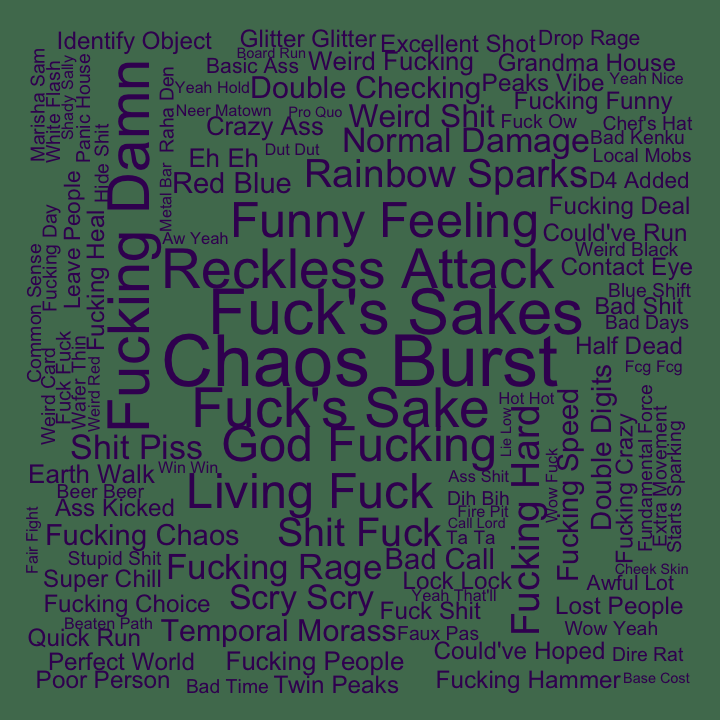 Identify Object
Glitter Glitter
Excellent Shot
Drop Rage
Board Run
Basic Ass
Weird Fucking
Grandma House
Yeah Hold
Double Checking
Peaks Vibe
Yeah Nice
Fucking Funny
Neer Matown
Pro Quo
Weird Shit
Fuck Ow
Chef's Hat
Crazy Ass
Normal Damage
Bad Kenku
Eh Eh
Dut Dut
Local Mobs
Red Blue
Rainbow Sparks
D4 Added
Marisha Sam
White Flash
Shady Sally
Panic House
Hide Shit
Fucking Damn
Raha Den
Metal Bar
Funny Feeling
Fucking Deal
Aw Yeah
Could've Run
Weird Black
Reckless Attack
Contact Eye
Blue Shift
Fuck's Sakes
Bad Shit
Bad Days
Common Sense
Fucking Day
Leave People
Fucking Heal
Chaos Burst
Half Dead
Fcg Fcg
Weird Card
Fuck Fuck
Wafer Thin
Weird Red
Fuck's Sake
Hot Hot
Lie Low
Fucking Hard
Wow Fuck
Fucking Speed
Double Digits
Fucking Crazy
Fundamental Force
Extra Movement
Starts Sparking
Shit Piss
God Fucking
Earth Walk
Win Win
Ass Shit
Beer Beer
Living Fuck
Dih Bih
Ass Kicked
Fire Pit
Call Lord
Fair Fight
Fucking Chaos
Shit Fuck
Ta Ta
Stupid Shit
Fucking Rage
Bad Call
Cheek Skin
Super Chill
Lock Lock
Awful Lot
Fucking Choice
Scry Scry
Yeah That'll
Fuck Shit
Lost People
Beaten Path
Quick Run
Temporal Morass
Faux Pas
Wow Yeah
Perfect World
Fucking People
Could've Hoped
Dire Rat
Poor Person
Bad Time
Twin Peaks
Fucking Hammer
Base Cost